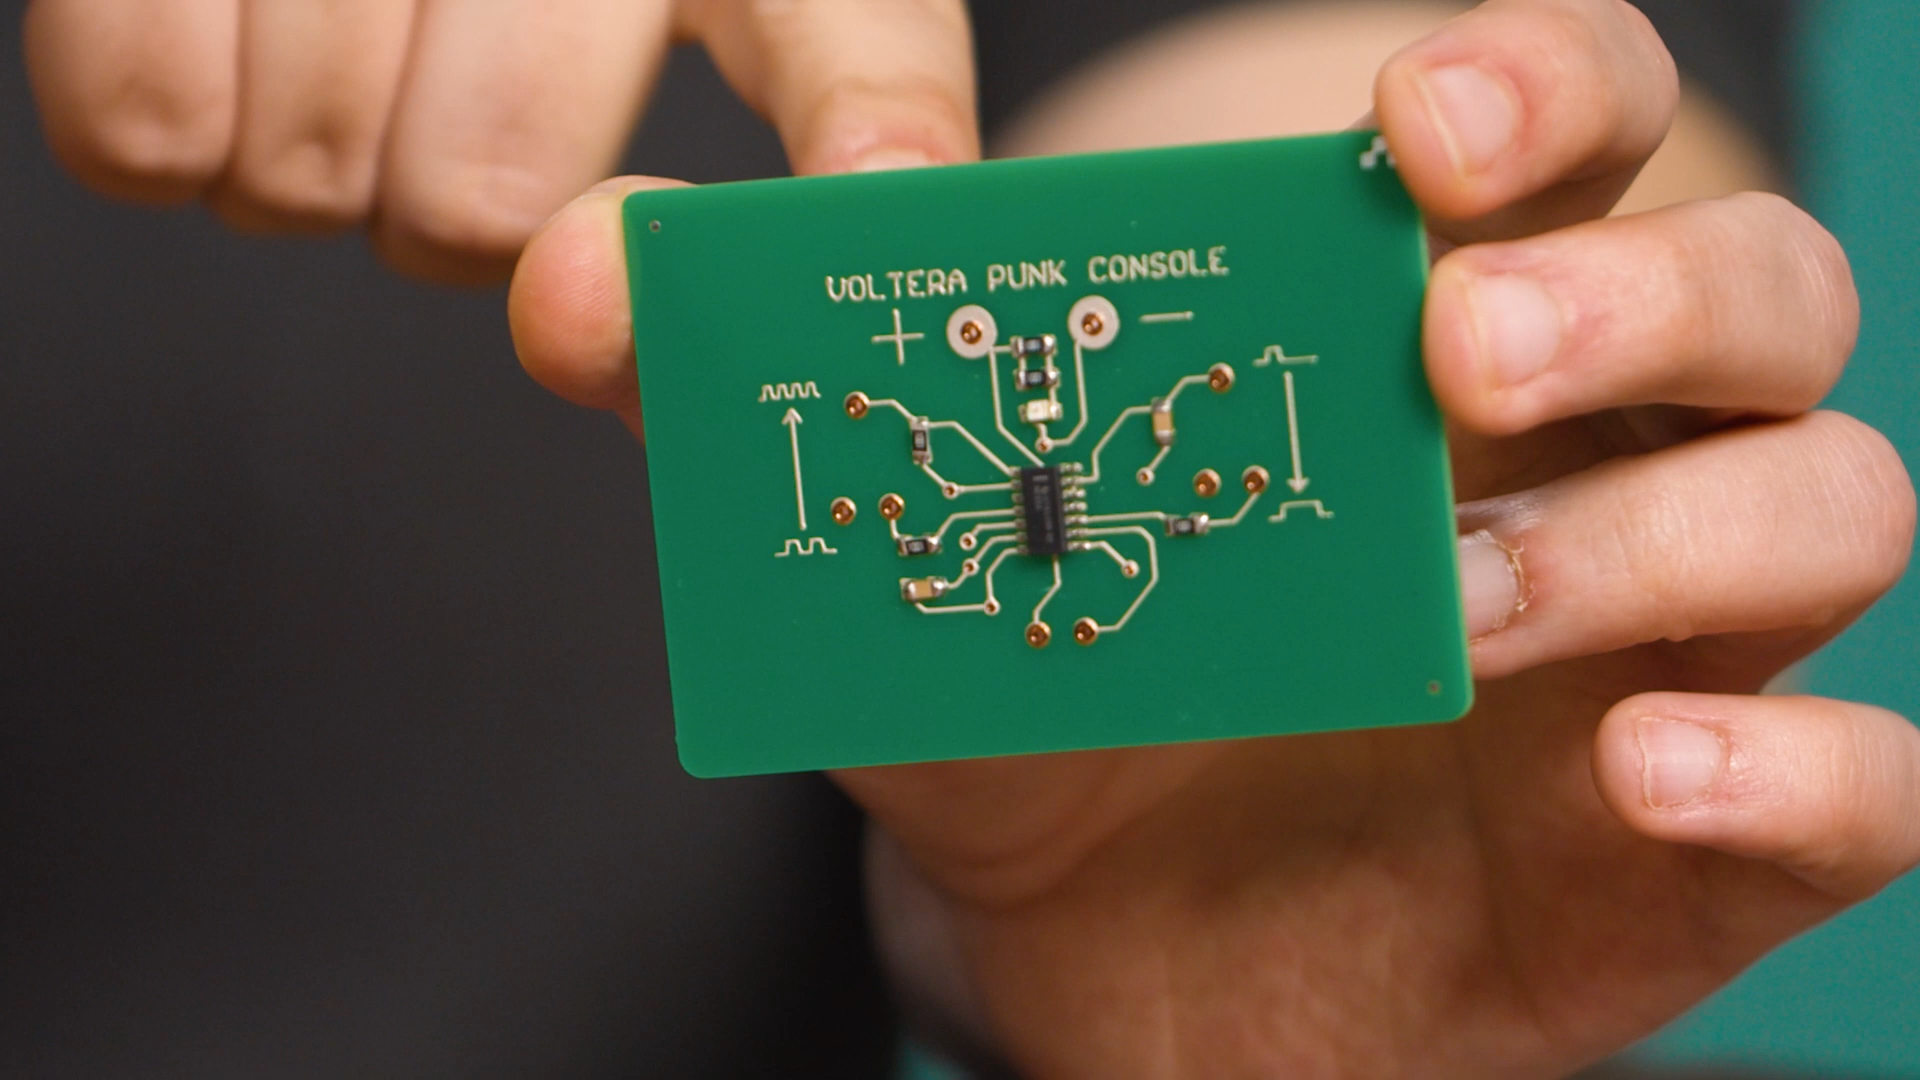 VOLTERA PUNK CONSOLE
+ −